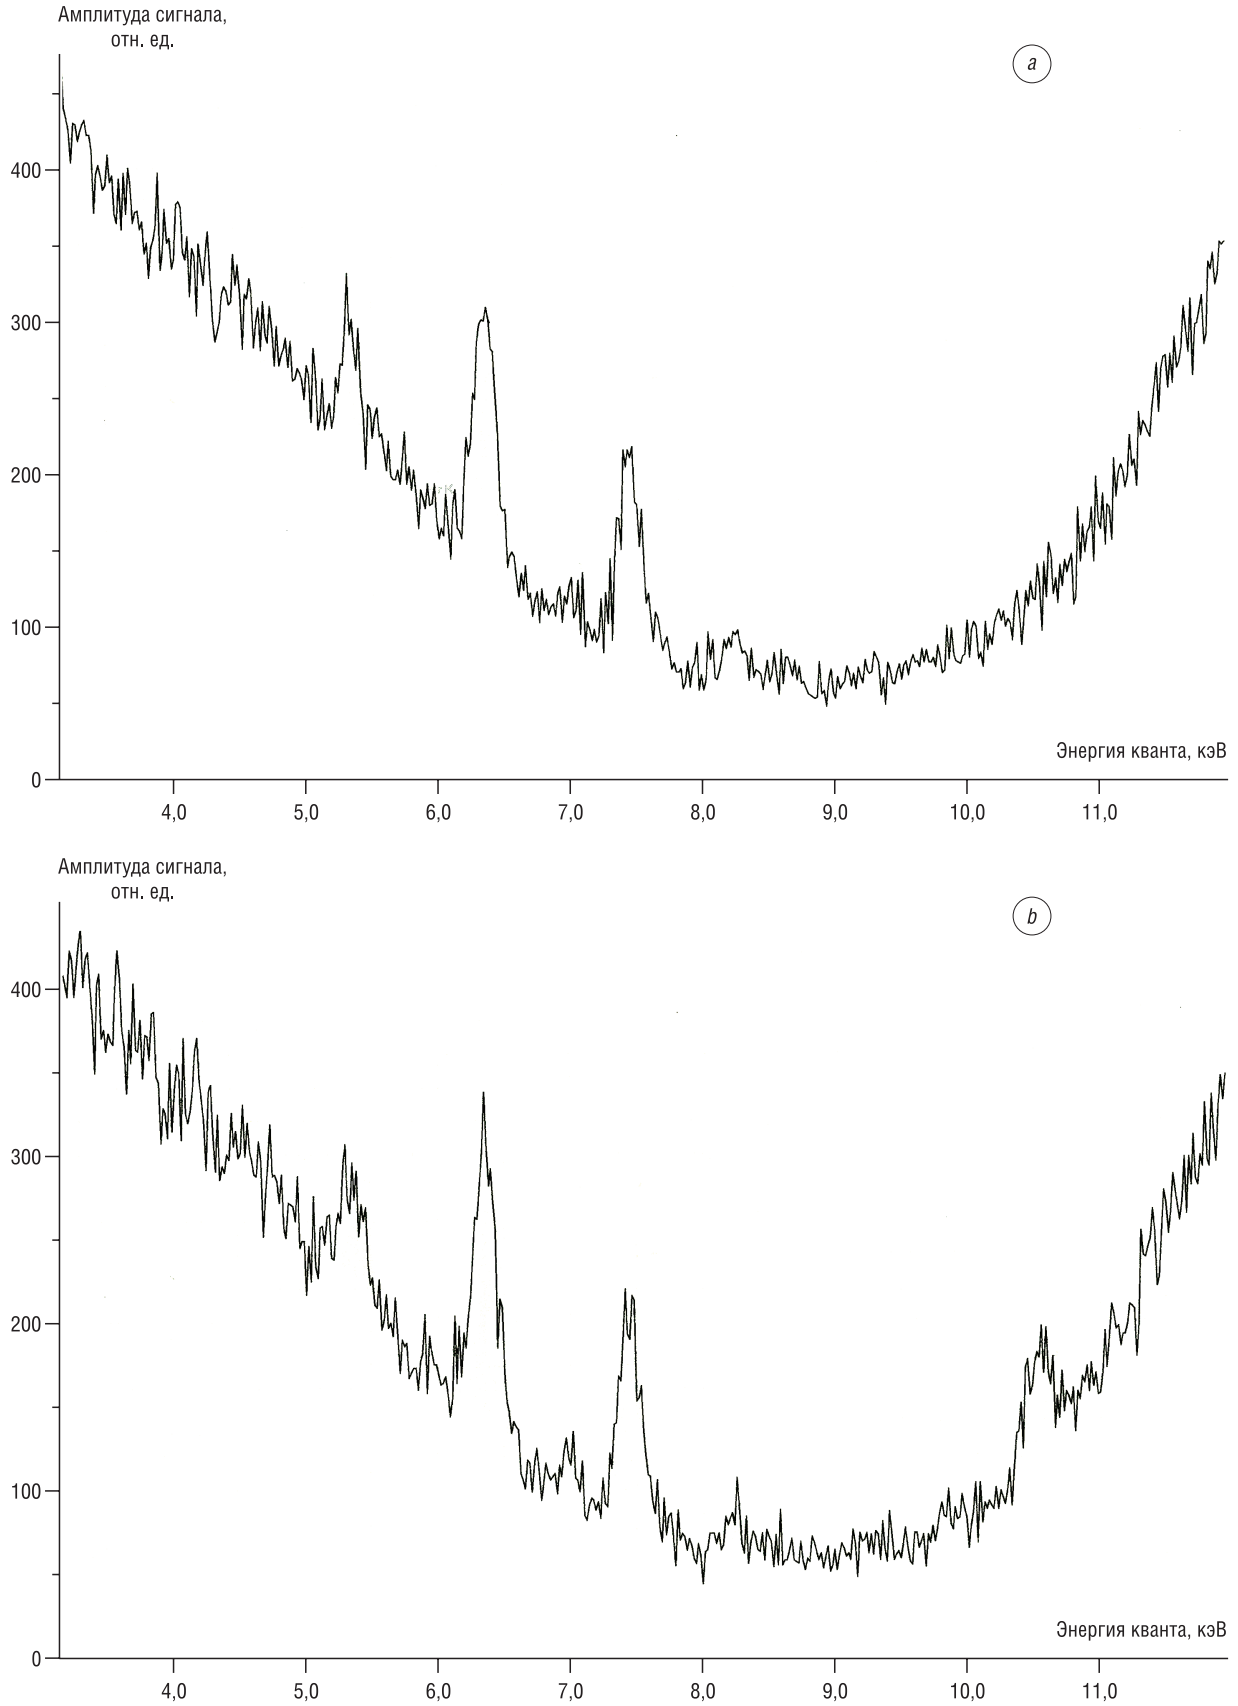 Амплитуда сигнала,
отн. ед.
a
400
300
200
100
0
Энергия кванта, кэВ
4,0 5,0 6,0 7,0 8,0 9,0 10,0 11,0
Амплитуда сигнала,
отн. ед.
b
400
300
200
100
0
Энергия кванта, кэВ
4,0 5,0 6,0 7,0 8,0 9,0 10,0 11,0